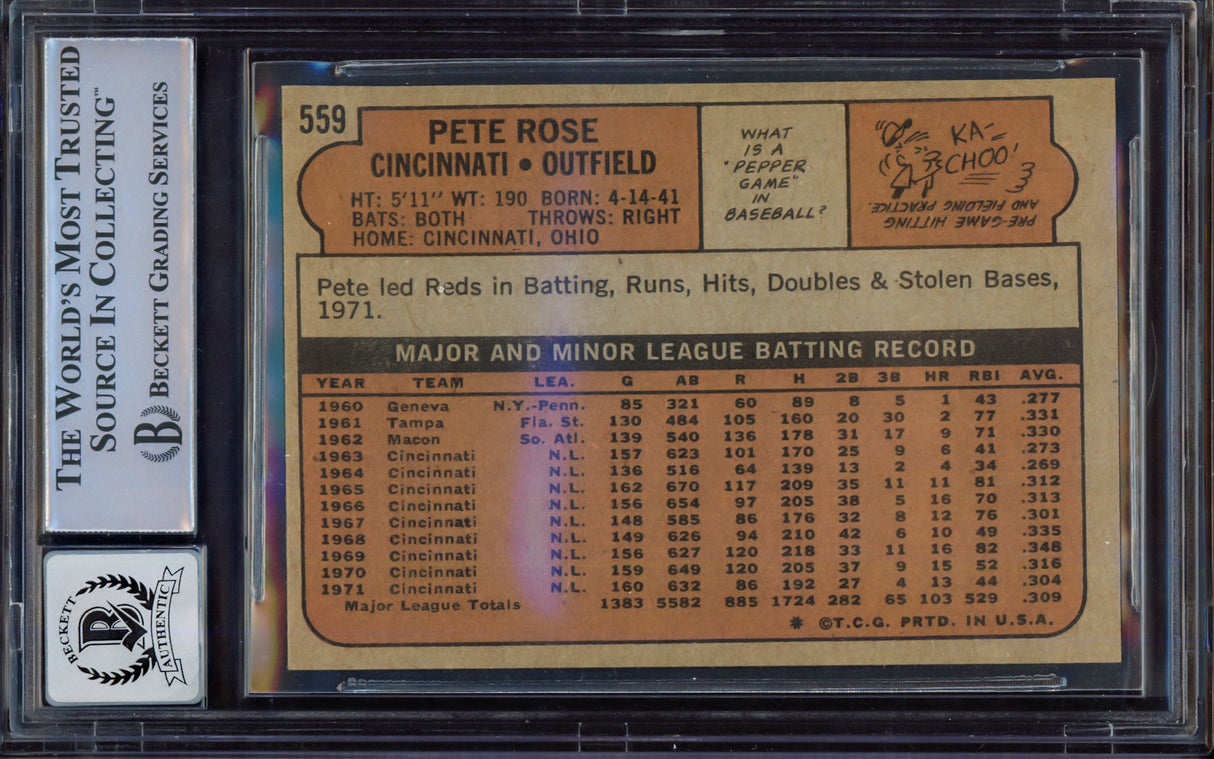 THE WORLD'S MOST TRUSTED
SOURCE IN COLLECTING™
B BECKETT GRADING SERVICES
BECKETT
B
AUTHENTIC
559
PETE ROSE
CINCINNATI • OUTFIELD
HT: 5'11" WT: 190 BORN: 4-14-41
BATS: BOTH THROWS: RIGHT
HOME: CINCINNATI, OHIO
WHAT
IS A
"PEPPER
GAME"
IN
BASEBALL?
KA-
CHOO!
PRE-GAME HITTING
AND FIELDING PRACTICE.
Pete led Reds in Batting, Runs, Hits, Doubles & Stolen Bases,
1971.
MAJOR AND MINOR LEAGUE BATTING RECORD
YEAR TEAM LEA. G AB R H 2B 3B HR RBI AVG.
1960 Geneva N.Y.-Penn. 85 321 60 89 8 5 1 43 .277
1961 Tampa Fla. St. 130 484 105 160 20 30 2 77 .331
1962 Macon So. Atl. 139 540 136 178 31 17 9 71 .330
1963 Cincinnati N.L. 157 623 101 170 25 9 6 41 .273
1964 Cincinnati N.L. 136 516 64 139 13 2 4 34 .269
1965 Cincinnati N.L. 162 670 117 209 35 11 11 81 .312
1966 Cincinnati N.L. 156 654 97 205 38 5 16 70 .313
1967 Cincinnati N.L. 148 585 86 176 32 8 12 76 .301
1968 Cincinnati N.L. 149 626 94 210 42 6 10 49 .335
1969 Cincinnati N.L. 156 627 120 218 33 11 16 82 .348
1970 Cincinnati N.L. 159 649 120 205 37 9 15 52 .316
1971 Cincinnati N.L. 160 632 86 192 27 4 13 44 .304
Major League Totals 1383 5582 885 1724 282 65 103 529 .309
* ©T.C.G. PRTD. IN U.S.A.